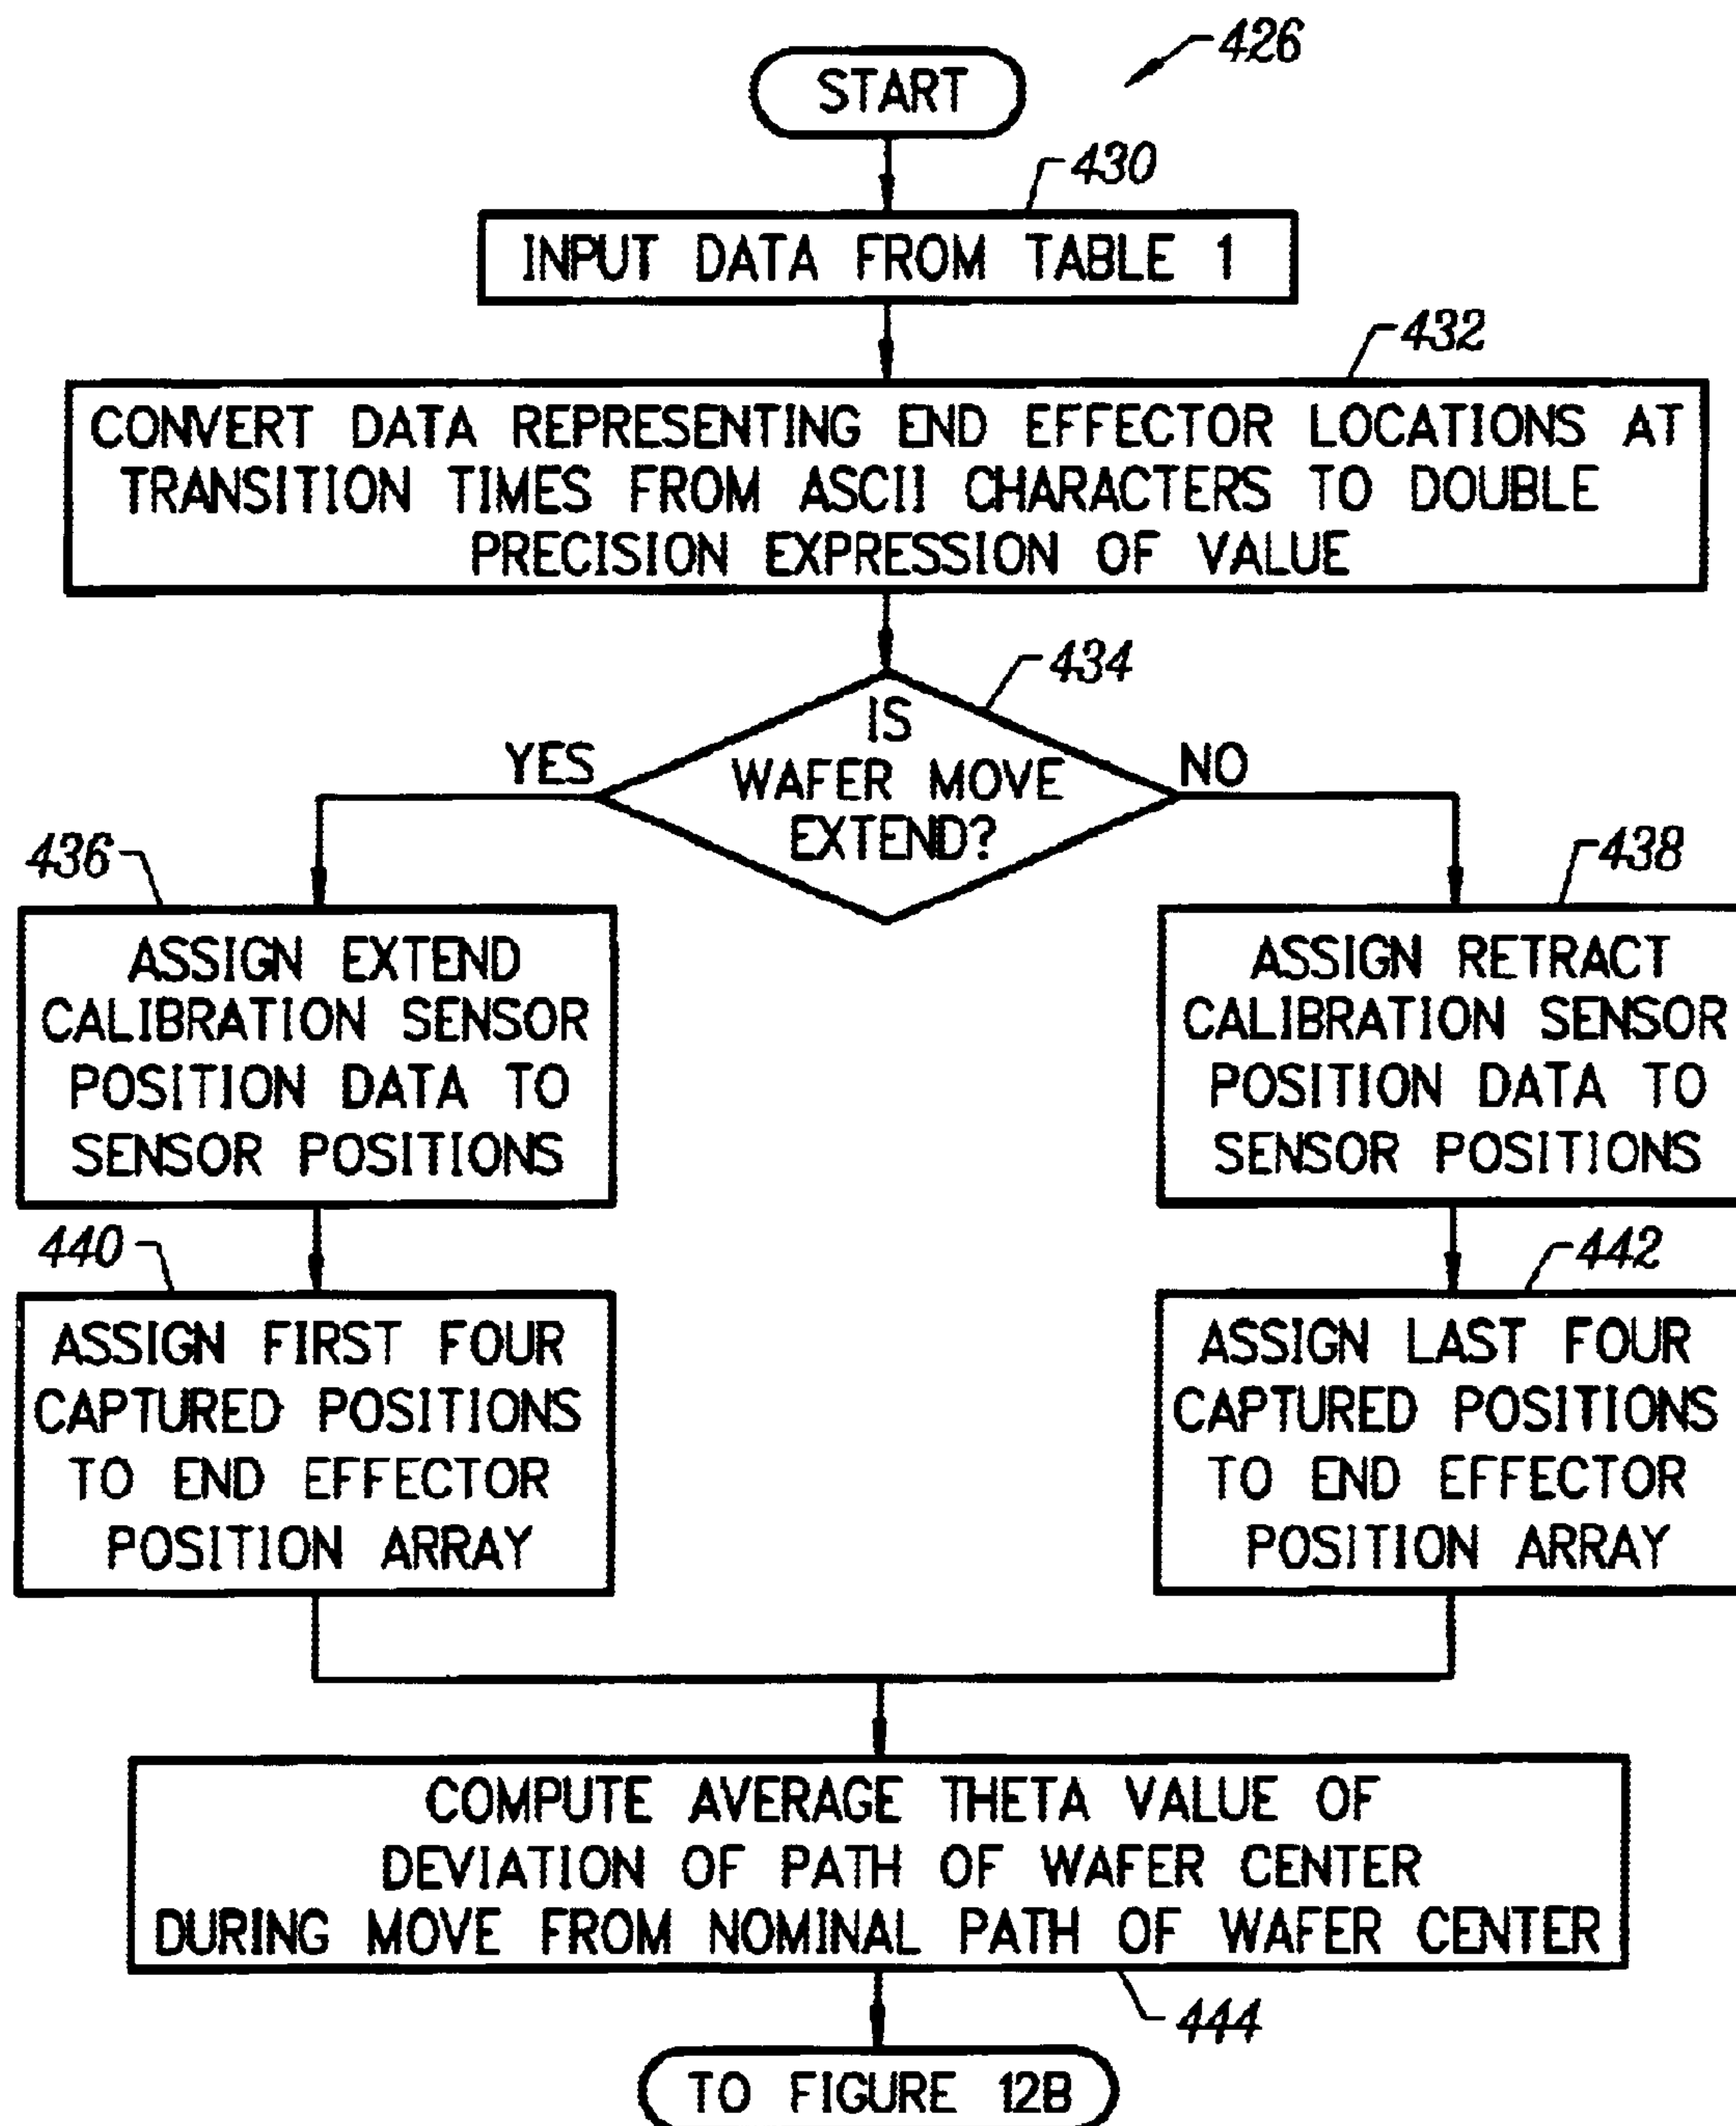 426
START
430
INPUT DATA FROM TABLE 1
432
CONVERT DATA REPRESENTING END EFFECTOR LOCATIONS AT
TRANSITION TIMES FROM ASCII CHARACTERS TO DOUBLE
PRECISION EXPRESSION OF VALUE
434
IS
WAFER MOVE
EXTEND?
YES
NO
436
ASSIGN EXTEND
CALIBRATION SENSOR
POSITION DATA TO
SENSOR POSITIONS
438
ASSIGN RETRACT
CALIBRATION SENSOR
POSITION DATA TO
SENSOR POSITIONS
440
ASSIGN FIRST FOUR
CAPTURED POSITIONS
TO END EFFECTOR
POSITION ARRAY
442
ASSIGN LAST FOUR
CAPTURED POSITIONS
TO END EFFECTOR
POSITION ARRAY
COMPUTE AVERAGE THETA VALUE OF
DEVIATION OF PATH OF WAFER CENTER
DURING MOVE FROM NOMINAL PATH OF WAFER CENTER
444
TO FIGURE 12B